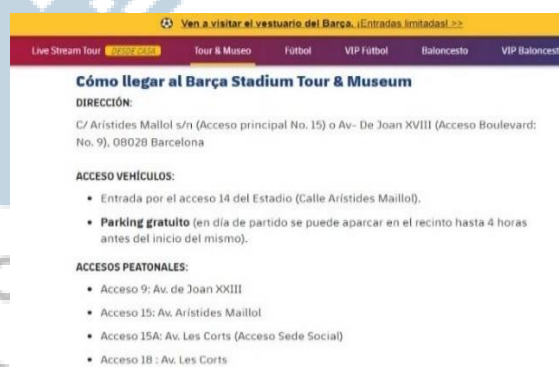 Ven a visitar el vestuario del Barça. ¡Entradas limitadas! >>
Live Stream Tour DESDE CASA Tour & Museo Fútbol VIP Fútbol Baloncesto VIP Baloncest
Cómo llegar al Barça Stadium Tour & Museum
DIRECCIÓN:
C/ Arístides Mallol s/n (Acceso principal No. 15) o Av- De Joan XVIII (Acceso Boulevard:
No. 9), 08028 Barcelona
ACCESO VEHÍCULOS:
• Entrada por el acceso 14 del Estadio (Calle Arístides Maillol).
• Parking gratuito (en día de partido se puede aparcar en el recinto hasta 4 horas
antes del inicio del mismo).
ACCESOS PEATONALES:
• Acceso 9: Av. de Joan XXIII
• Acceso 15: Av. Arístides Maillol
• Acceso 15A: Av. Les Corts (Acceso Sede Social)
• Acceso 18 : Av. Les Corts